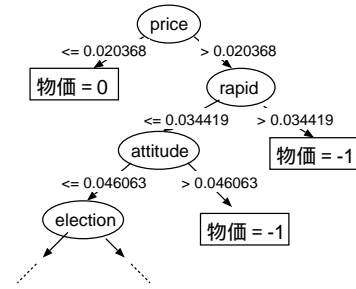 price
<= 0.020368
> 0.020368
物価 = 0
rapid
<= 0.034419
> 0.034419
attitude
物価 = -1
<= 0.046063
> 0.046063
election
物価 = -1